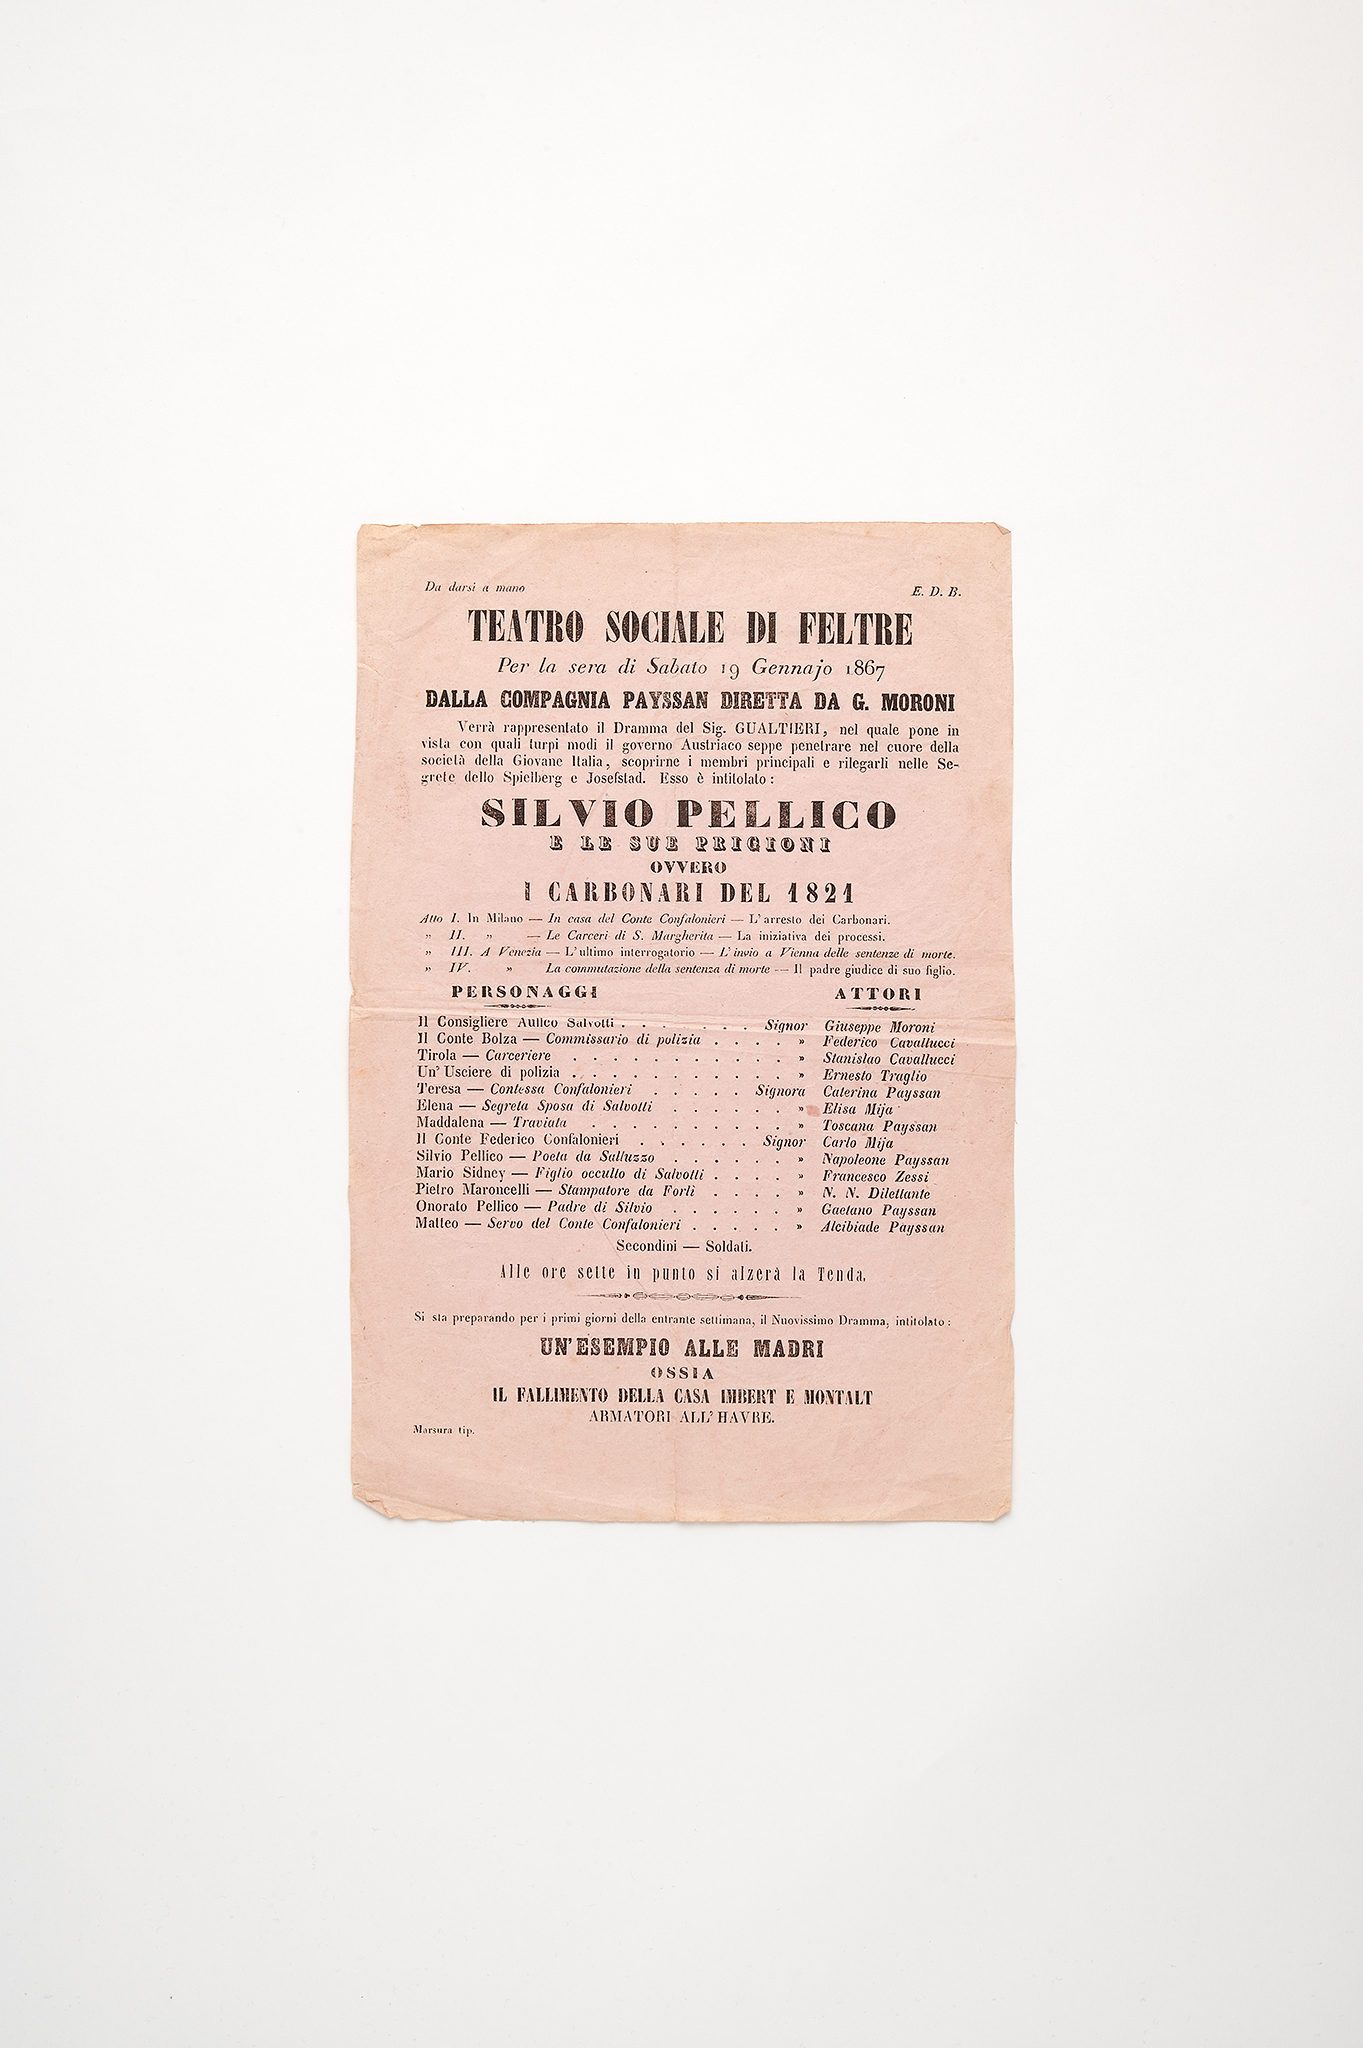 Da darsi a mano E. D. B.
TEATRO SOCIALE DI FELTRE
Per la sera di Sabato 19 Gennajo 1867
DALLA COMPAGNIA PAYSSAN DIRETTA DA G. MORONI
Verrà rappresentato il Dramma del Sig. GUALTIERI, nel quale pone in
vista con quali turpi modi il governo Austriaco seppe penetrare nel cuore della
società della Giovane Italia, scoprirne i membri principali e rilegarli nelle Se-
grete dello Spielberg e Josefstad. Esso è intitolato:
SILVIO PELLICO
E LE SUE PRIGIONI
OVVERO
I CARBONARI DEL 1821
Atto I. In Milano — In casa del Conte Confalonieri — L'arresto dei Carbonari.
„ II. „ — Le Carceri di S. Margherita — La iniziativa dei processi.
„ III. A Venezia — L'ultimo interrogatorio — L'invio a Vienna delle sentenze di morte.
„ IV. „ La commutazione della sentenza di morte — Il padre giudice di suo figlio.
PERSONAGGI ATTORI
Il Consigliere Aulico Salvotti . . . . . . . Signor Giuseppe Moroni
Il Conte Bolza — Commissario di polizia . . . . » Federico Cavallucci
Tirola — Carceriere . . . . . . . . . . . » Stanislao Cavallucci
Un' Usciere di polizia . . . . . . . . . . . » Ernesto Traglio
Teresa — Contessa Confalonieri . . . . . Signora Caterina Payssan
Elena — Segreta Sposa di Salvotti . . . . . . » Elisa Mija
Maddalena — Traviata . . . . . . . . . . » Toscana Payssan
Il Conte Federico Confalonieri . . . . . . Signor Carlo Mija
Silvio Pellico — Poeta da Salluzzo . . . . . . » Napoleone Payssan
Mario Sidney — Figlio occulto di Salvotti . . . . » Francesco Zessi
Pietro Maroncelli — Stampatore da Forlì . . . . » N. N. Dilettante
Onorato Pellico — Padre di Silvio . . . . . . » Gaetano Payssan
Matteo — Servo del Conte Confalonieri . . . . . » Alcibiade Payssan
Secondini — Soldati.
Alle ore sette in punto si alzerà la Tenda.
Si sta preparando per i primi giorni della entrante settimana, il Nuovissimo Dramma, intitolato:
UN'ESEMPIO ALLE MADRI
OSSIA
IL FALLIMENTO DELLA CASA IMBERT E MONTALT
ARMATORI ALL'HAVRE.
Marsura tip.